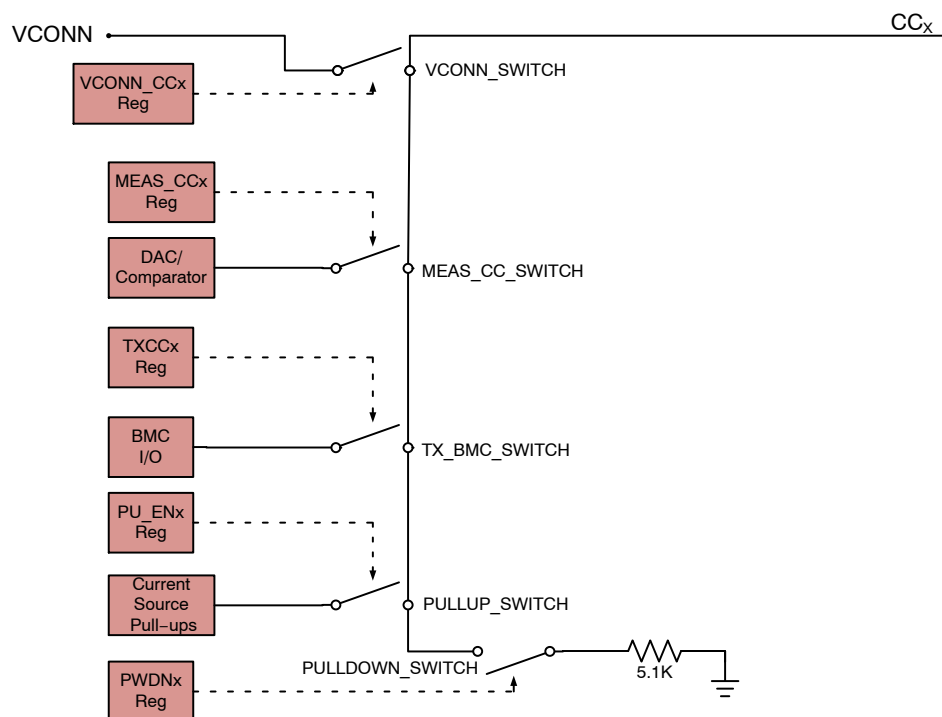 VCONN
CCX
VCONN_SWITCH
VCONN_CCx
Reg
MEAS_CCx
Reg
DAC/
Comparator
MEAS_CC_SWITCH
TXCCx
Reg
BMC
I/O
TX_BMC_SWITCH
PU_ENx
Reg
Current
Source
Pull−ups
PULLUP_SWITCH
PULLDOWN_SWITCH
5.1K
PWDNx
Reg